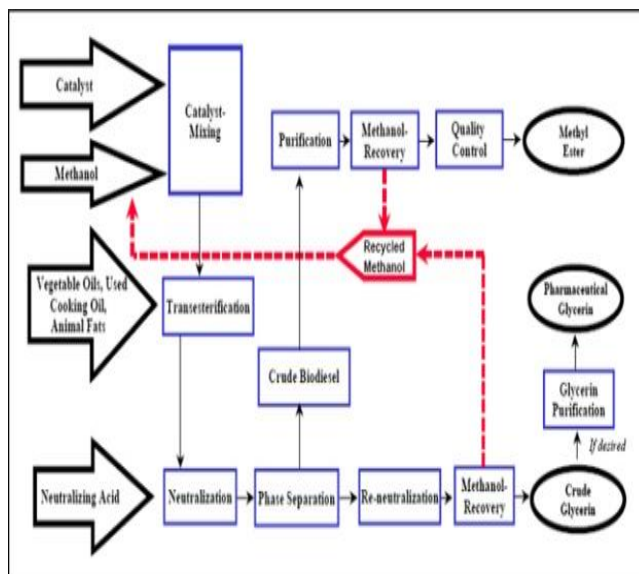 Catalyst
Catalyst-
Mixing
Methanol
Purification
Methanol-
Recovery
Quality
Control
Methyl
Ester
Recycled
Methanol
Vegetable Oils, Used
Cooking Oil,
Animal Fats
Transesterification
Pharmaceutical
Glycerin
Crude Biodiesel
Glycerin
Purification
If desired
Neutralizing Acid
Neutralization
Phase Separation
Re-neutralization
Methanol-
Recovery
Crude
Glycerin